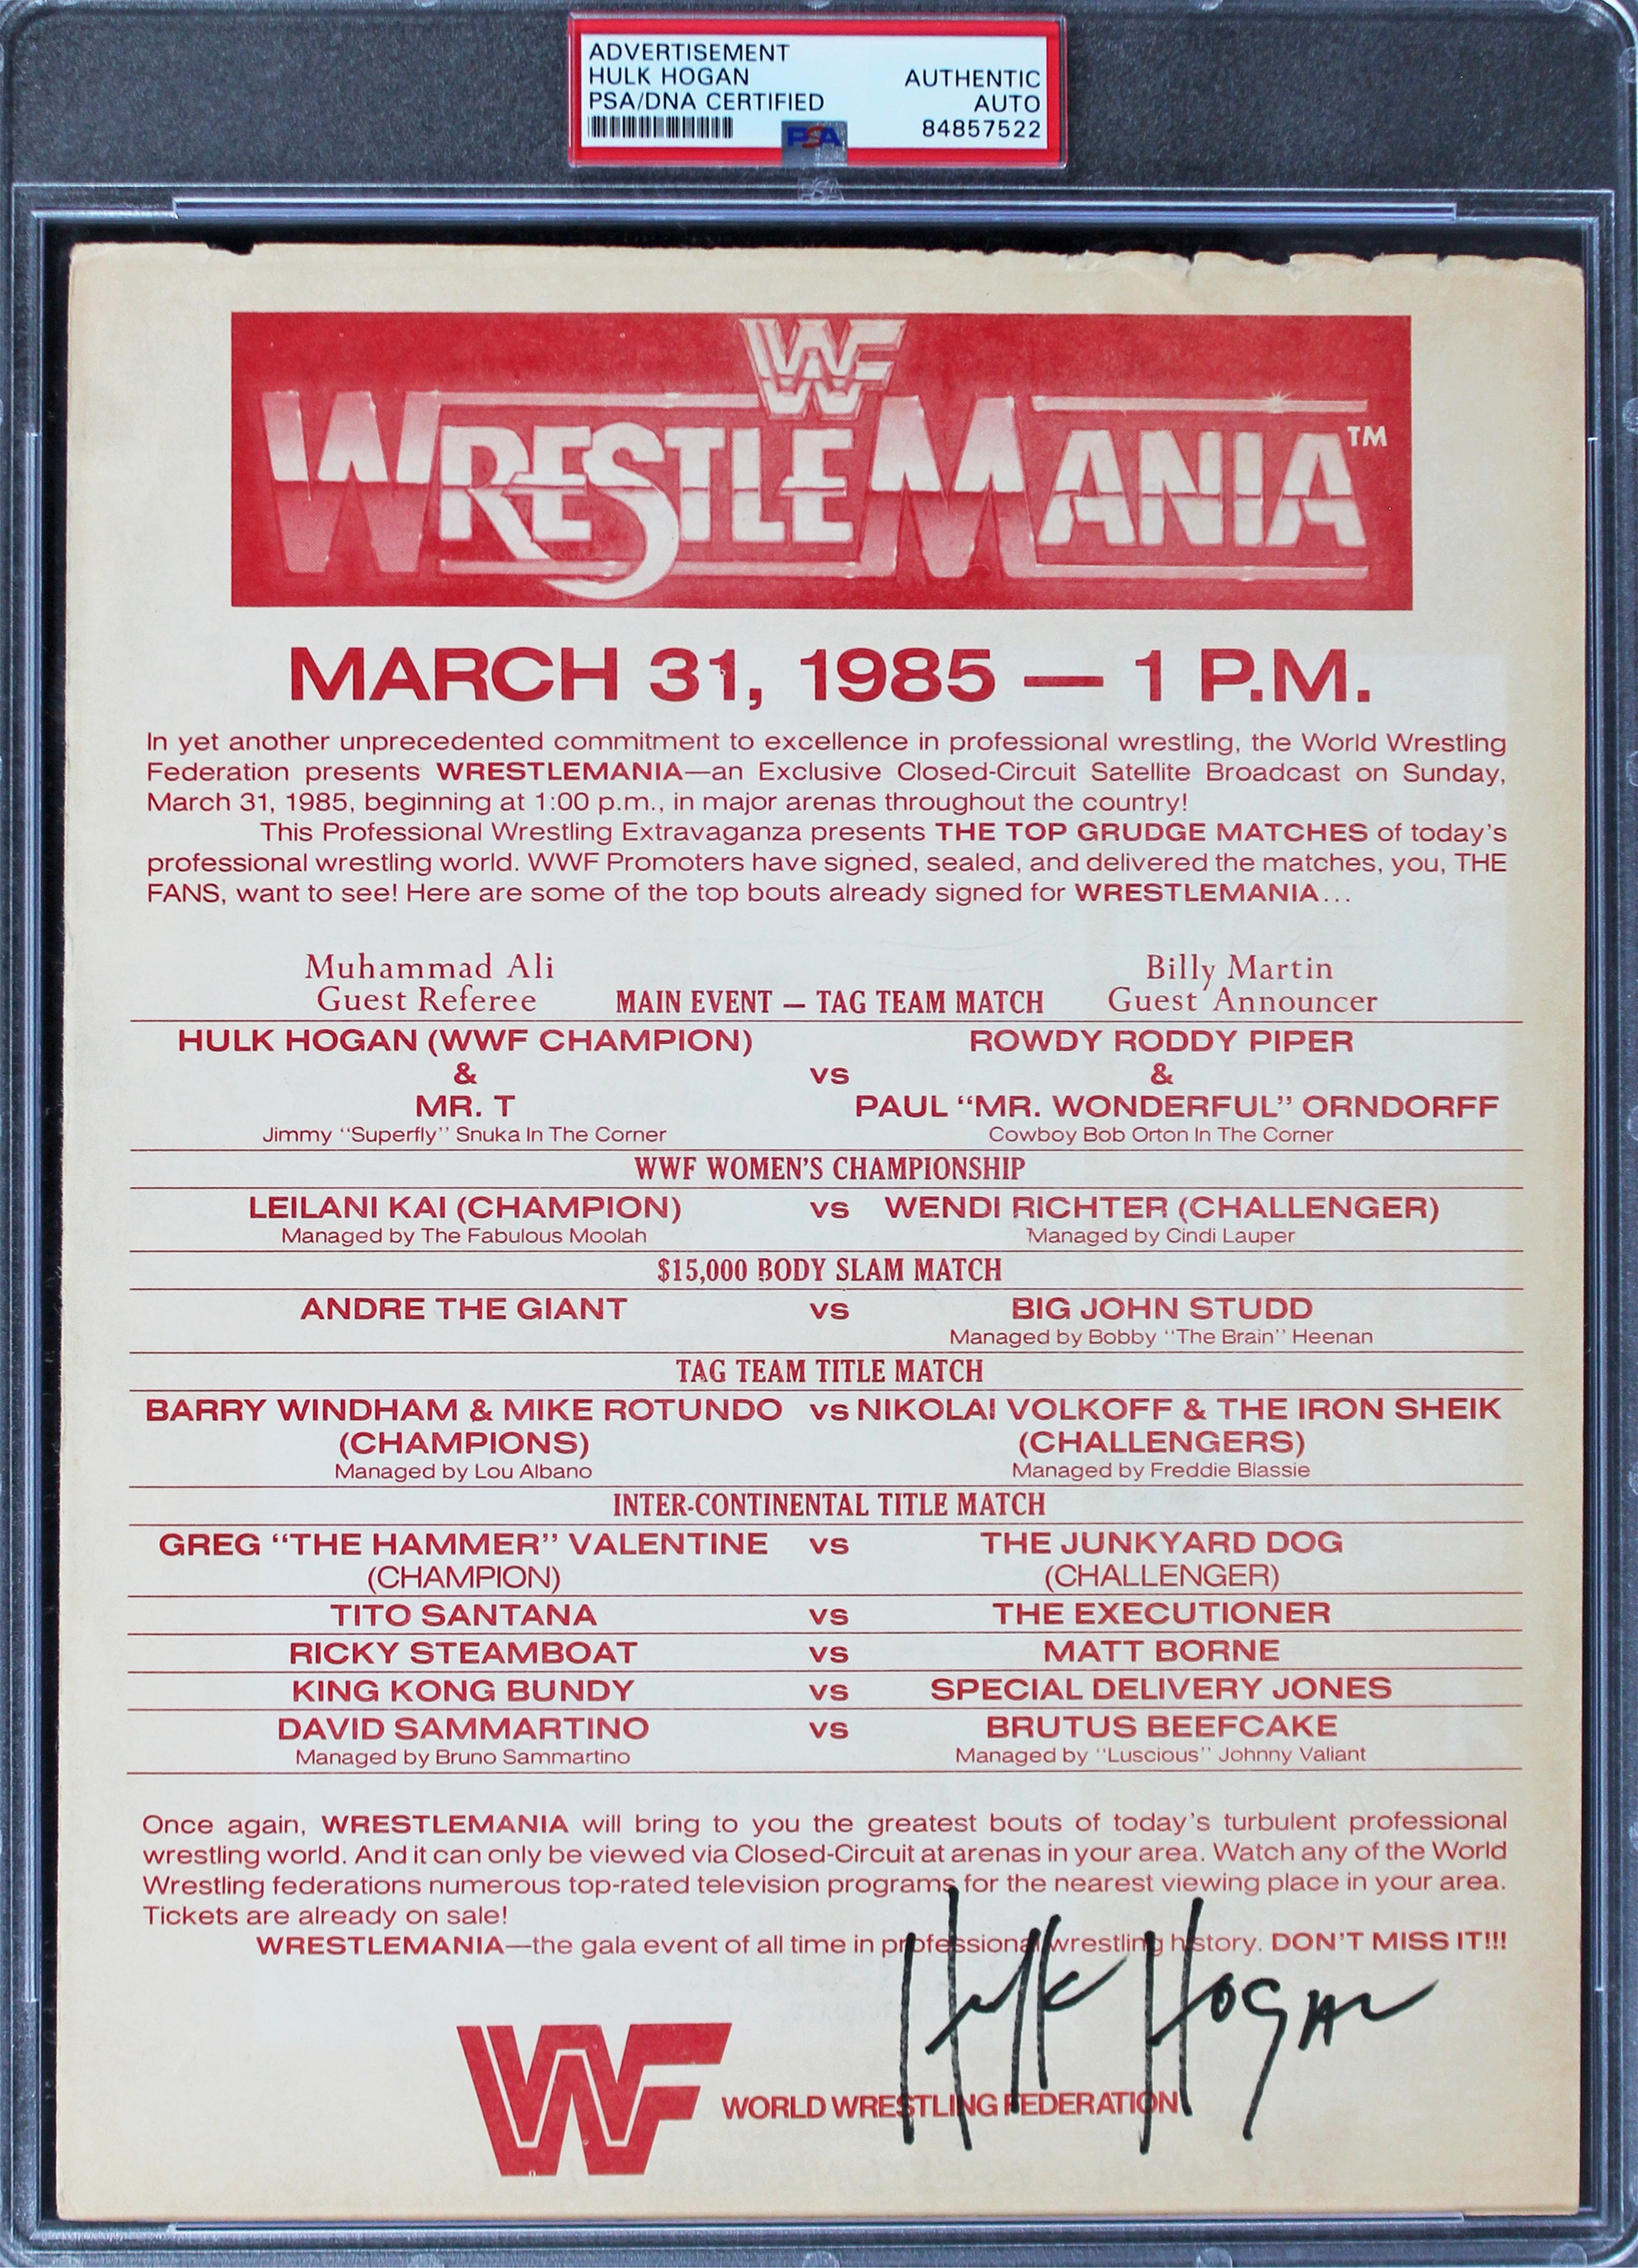 ADVERTISEMENT
HULK HOGAN AUTHENTIC
PSA/DNA CERTIFIED AUTO
PSA 84857522
PSA
WF
WRESTLEMANIA™
MARCH 31, 1985 — 1 P.M.
In yet another unprecedented commitment to excellence in professional wrestling, the World Wrestling
Federation presents WRESTLEMANIA—an Exclusive Closed-Circuit Satellite Broadcast on Sunday,
March 31, 1985, beginning at 1:00 p.m., in major arenas throughout the country!
This Professional Wrestling Extravaganza presents THE TOP GRUDGE MATCHES of today's
professional wrestling world. WWF Promoters have signed, sealed, and delivered the matches, you, THE
FANS, want to see! Here are some of the top bouts already signed for WRESTLEMANIA...
Muhammad Ali Billy Martin
Guest Referee MAIN EVENT — TAG TEAM MATCH Guest Announcer
HULK HOGAN (WWF CHAMPION) ROWDY RODDY PIPER
& vs &
MR. T PAUL "MR. WONDERFUL" ORNDORFF
Jimmy "Superfly" Snuka In The Corner Cowboy Bob Orton In The Corner
WWF WOMEN'S CHAMPIONSHIP
LEILANI KAI (CHAMPION) vs WENDI RICHTER (CHALLENGER)
Managed by The Fabulous Moolah Managed by Cindi Lauper
$15,000 BODY SLAM MATCH
ANDRE THE GIANT vs BIG JOHN STUDD
Managed by Bobby "The Brain" Heenan
TAG TEAM TITLE MATCH
BARRY WINDHAM & MIKE ROTUNDO vs NIKOLAI VOLKOFF & THE IRON SHEIK
(CHAMPIONS) (CHALLENGERS)
Managed by Lou Albano Managed by Freddie Blassie
INTER-CONTINENTAL TITLE MATCH
GREG "THE HAMMER" VALENTINE vs THE JUNKYARD DOG
(CHAMPION) (CHALLENGER)
TITO SANTANA vs THE EXECUTIONER
RICKY STEAMBOAT vs MATT BORNE
KING KONG BUNDY vs SPECIAL DELIVERY JONES
DAVID SAMMARTINO vs BRUTUS BEEFCAKE
Managed by Bruno Sammartino Managed by "Luscious" Johnny Valiant
Once again, WRESTLEMANIA will bring to you the greatest bouts of today's turbulent professional
wrestling world. And it can only be viewed via Closed-Circuit at arenas in your area. Watch any of the World
Wrestling federations numerous top-rated television programs for the nearest viewing place in your area.
Tickets are already on sale!
WRESTLEMANIA—the gala event of all time in professional wrestling history. DON'T MISS IT!!!
Hulk Hogan
WF WORLD WRESTLING FEDERATION